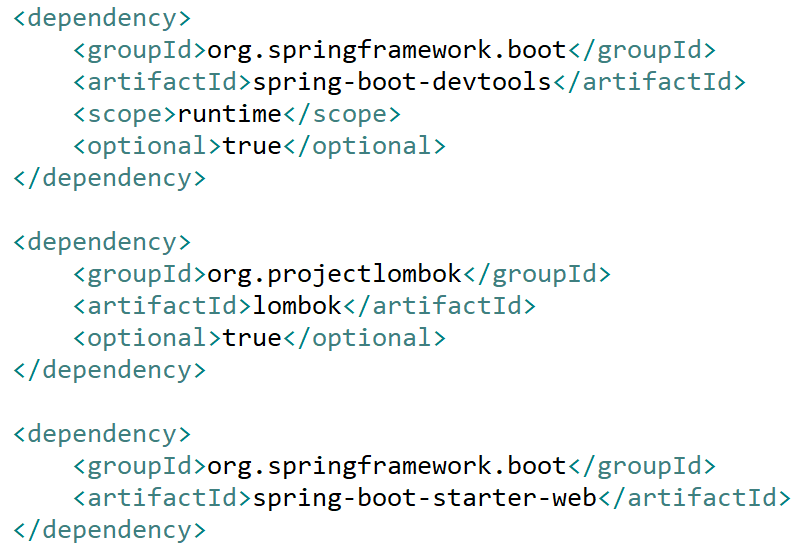 <dependency>
    <groupId>org.springframework.boot</groupId>
    <artifactId>spring-boot-devtools</artifactId>
    <scope>runtime</scope>
    <optional>true</optional>
</dependency>

<dependency>
    <groupId>org.projectlombok</groupId>
    <artifactId>lombok</artifactId>
    <optional>true</optional>
</dependency>

<dependency>
    <groupId>org.springframework.boot</groupId>
    <artifactId>spring-boot-starter-web</artifactId>
</dependency>